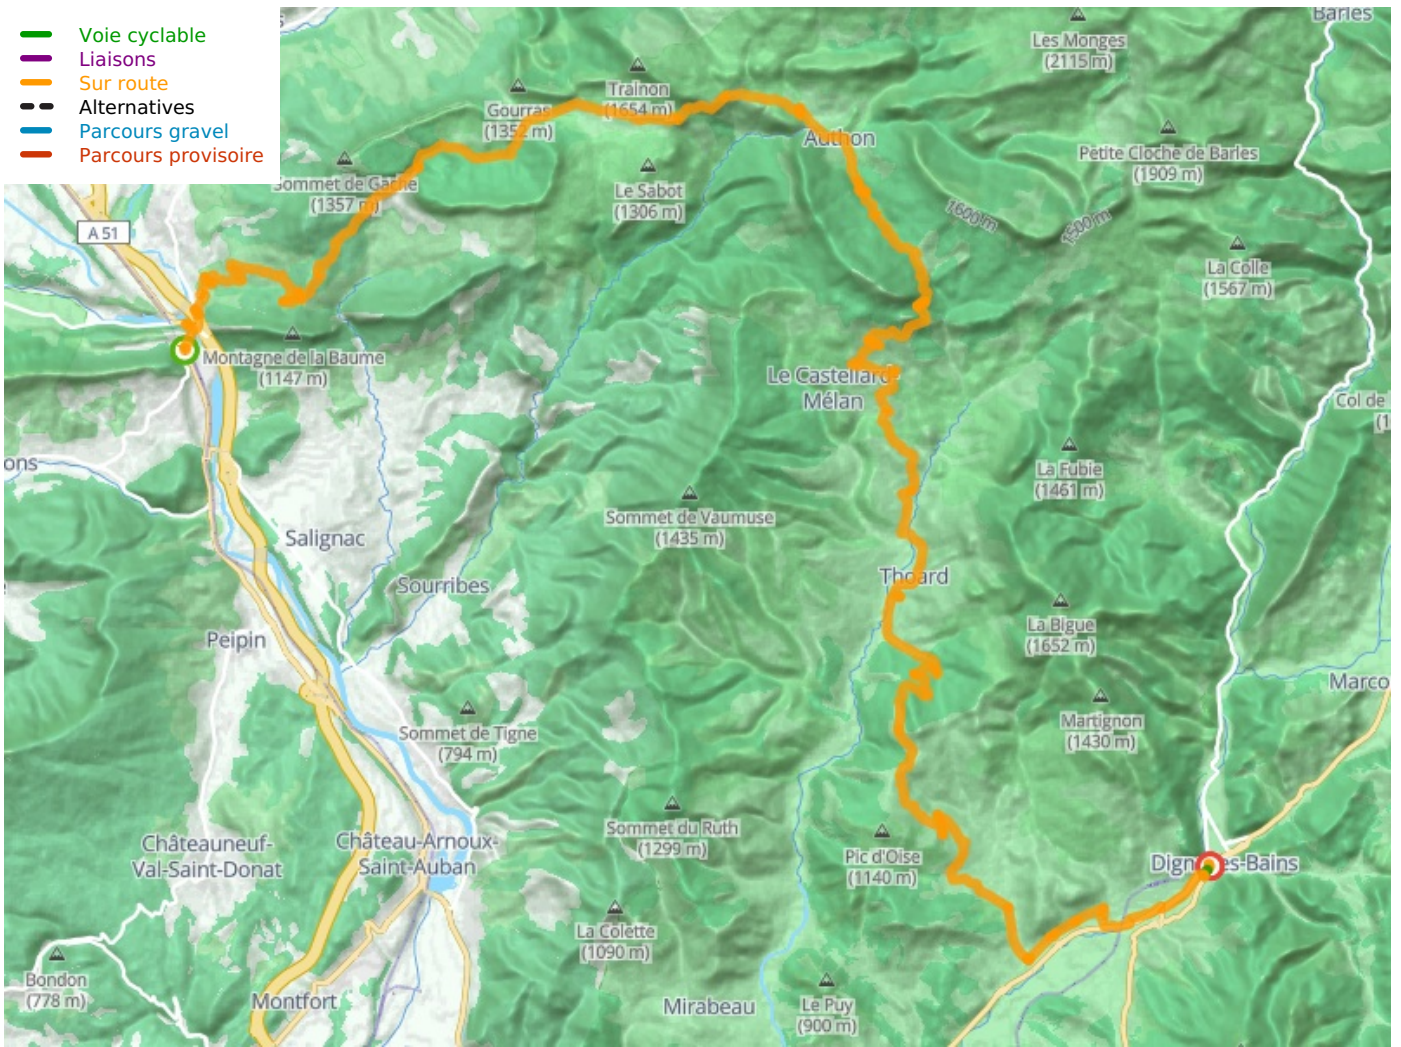 Voie cyclable
Liaisons
Sur route
Alternatives
Parcours gravel
Parcours provisoire
Barles
Les Monges
(2115 m)
Traînon
(1654 m)
Gourras
(1352 m)
Authon
Petite Cloche de Barles
(1909 m)
Sommet de Gache
(1357 m)
Le Sabot
(1306 m)
1600 m
1500 m
A 51
La Colle
(1567 m)
Montagne de la Baume
(1147 m)
Le Castellard-
Mélan
Col de
(1
ons
La Fubie
(1461 m)
Sommet de Vaumuse
(1435 m)
Salignac
Sourribes
Thoard
La Bigue
(1652 m)
Peipin
Marco
Martignon
(1430 m)
Sommet de Tigne
(794 m)
Sommet du Ruth
(1299 m)
Châteauneuf-
Val-Saint-Donat
Château-Arnoux-
Saint-Auban
Pic d'Oise
(1140 m)
Digne-les-Bains
La Colette
(1090 m)
Bondon
(778 m)
Montfort
Mirabeau
Le Puy
(900 m)